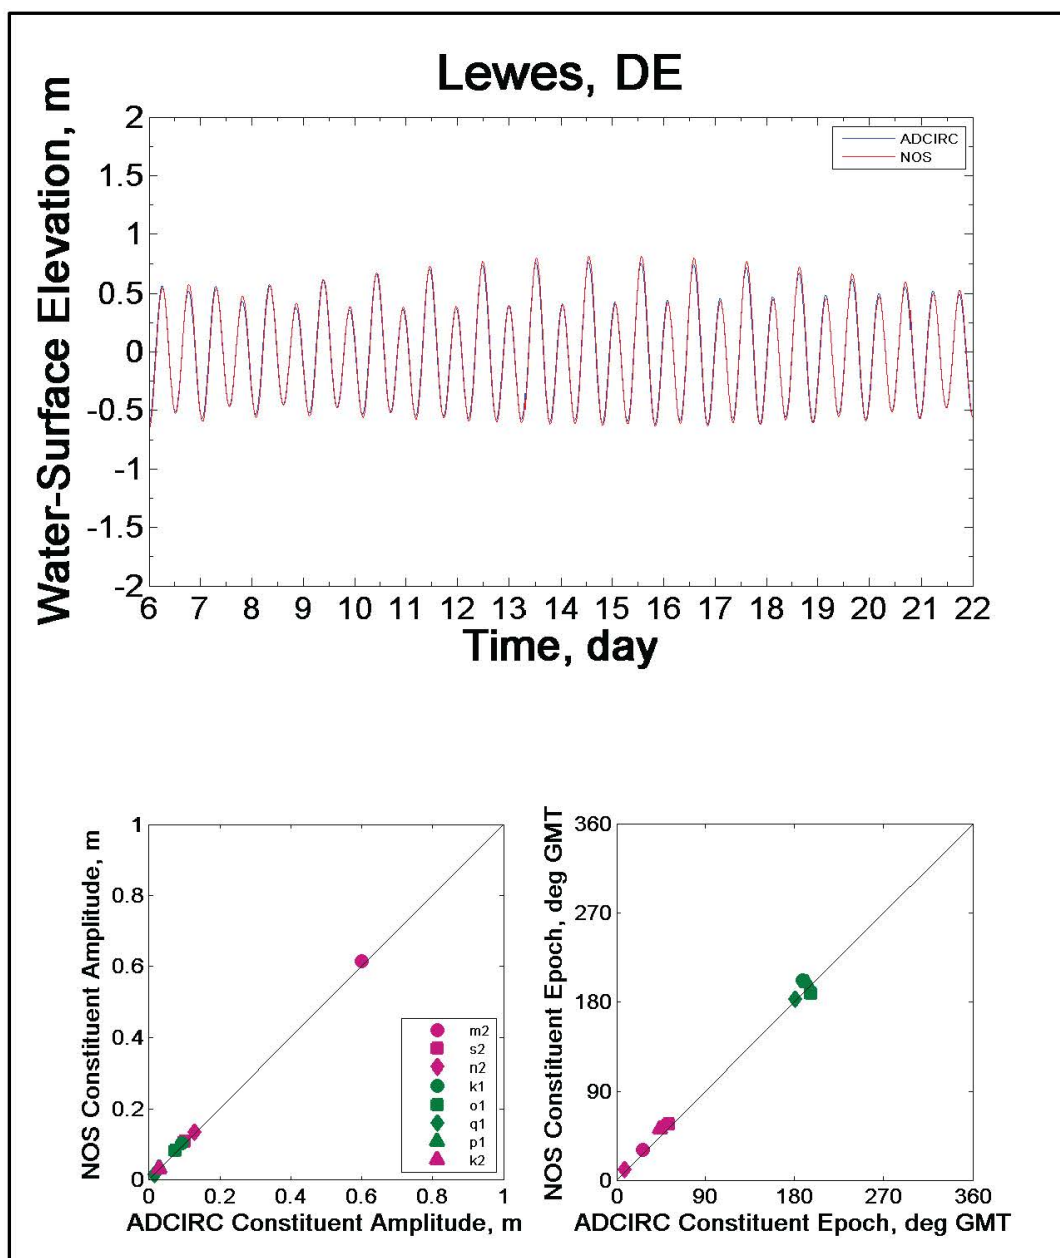 Lewes, DE
Water-Surface Elevation, m
2
1.5
1
0.5
0
-0.5
-1
-1.5
-2
ADCIRC
NOS
6 7 8 9 10 11 12 13 14 15 16 17 18 19 20 21 22
Time, day
NOS Constituent Amplitude, m
1
0.8
0.6
0.4
0.2
0
m2
s2
n2
k1
o1
q1
p1
k2
0 0.2 0.4 0.6 0.8 1
ADCIRC Constituent Amplitude, m
NOS Constituent Epoch, deg GMT
360
270
180
90
0
0 90 180 270 360
ADCIRC Constituent Epoch, deg GMT